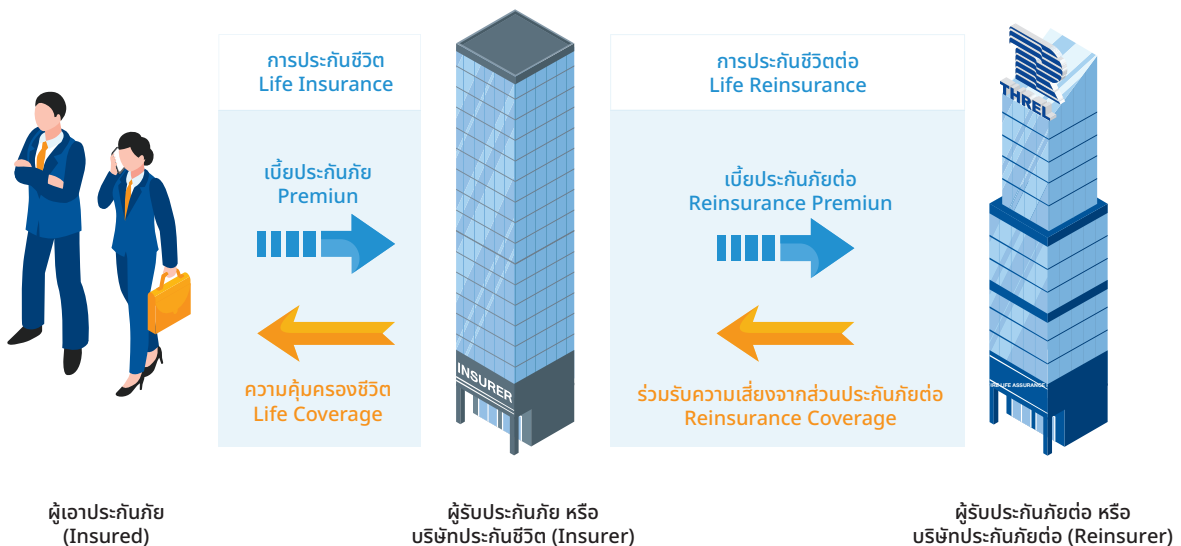 การประกันชีวิต
Life Insurance
การประกันชีวิตต่อ
Life Reinsurance
THREL
เบี้ยประกันภัย
Premiun
เบี้ยประกันภัยต่อ
Reinsurance Premiun
INSURER
ความคุ้มครองชีวิต
Life Coverage
ร่วมรับความเสี่ยงจากส่วนประกันภัยต่อ
Reinsurance Coverage
LIFE ASSURANCE
ผู้เอาประกันภัย
(Insured)
ผู้รับประกันภัย หรือ
บริษัทประกันชีวิต (Insurer)
ผู้รับประกันภัยต่อ หรือ
บริษัทประกันภัยต่อ (Reinsurer)